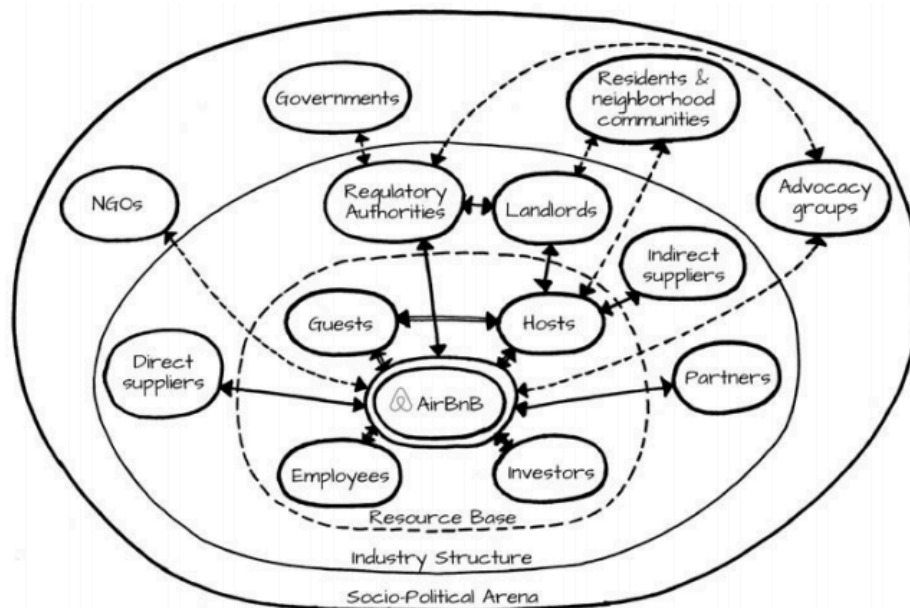 Governments
Residents &
neighborhood
communities
NGOs
Regulatory
Authorities
Landlords
Advocacy
groups
Indirect
suppliers
Guests
Hosts
Direct
suppliers
AirBnB
Partners
Employees
Investors
Resource Base
Industry Structure
Socio-Political Arena